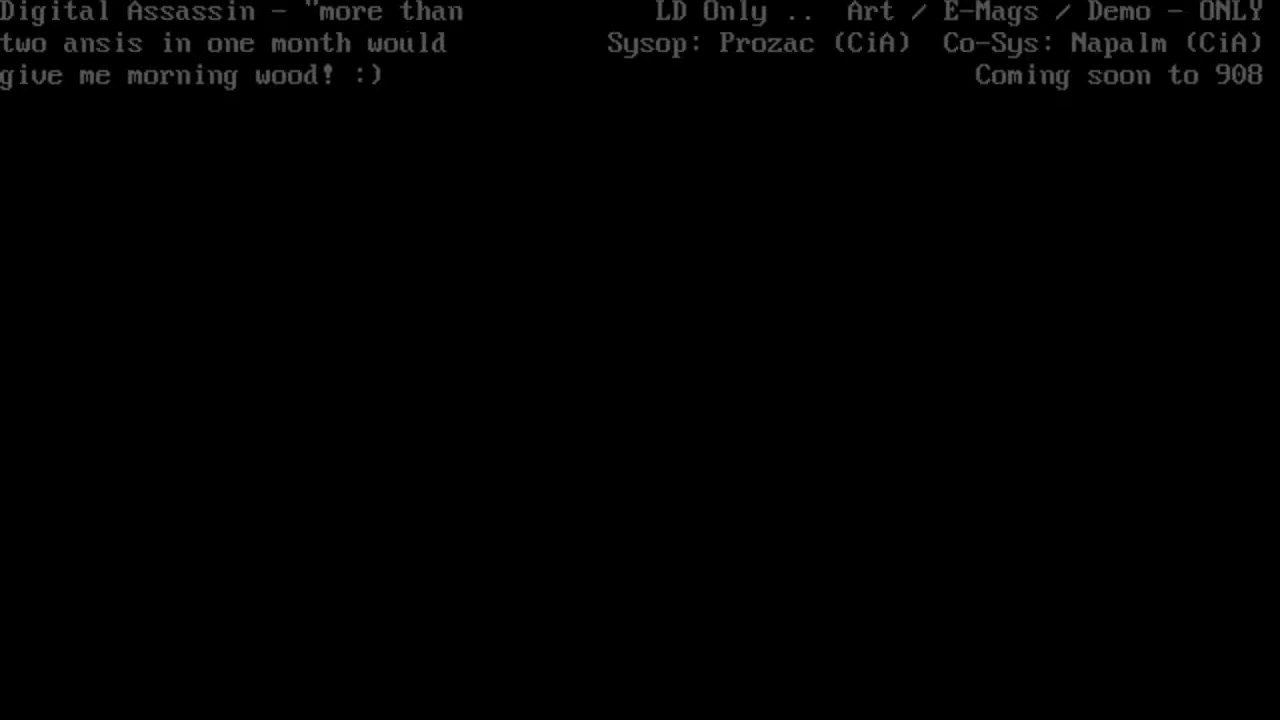 Digital Assassin - "more than
two ansis in one month would
give me morning wood! :)
LD Only ..  Art / E-Mags / Demo - ONLY
Sysop: Prozac (CiA)  Co-Sys: Napalm (CiA)
Coming soon to 908